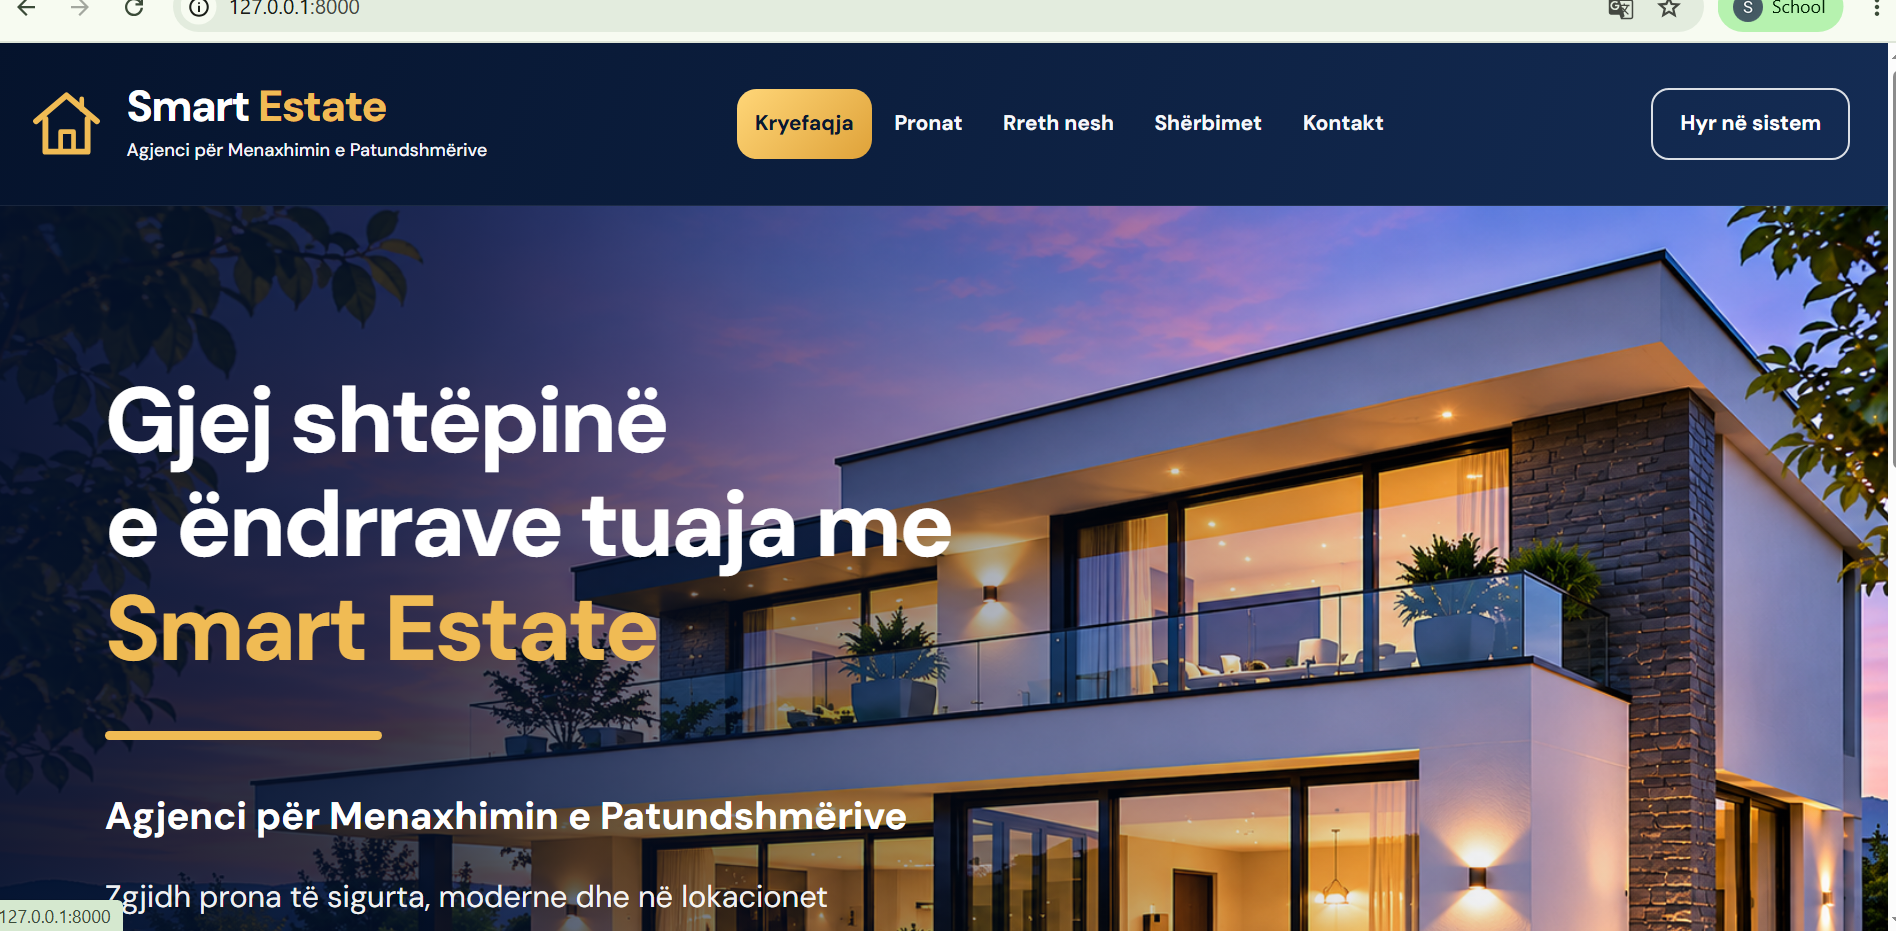 127.0.0.1:8000
S School
Smart Estate
Agjenci për Menaxhimin e Patundshmërive
Kryefaqja Pronat Rreth nesh Shërbimet Kontakt
Hyr në sistem
Gjej shtëpinë
e ëndrrave tuaja me
Smart Estate
Agjenci për Menaxhimin e Patundshmërive
Zgjidh prona të sigurta, moderne dhe në lokacionet
127.0.0.1:8000